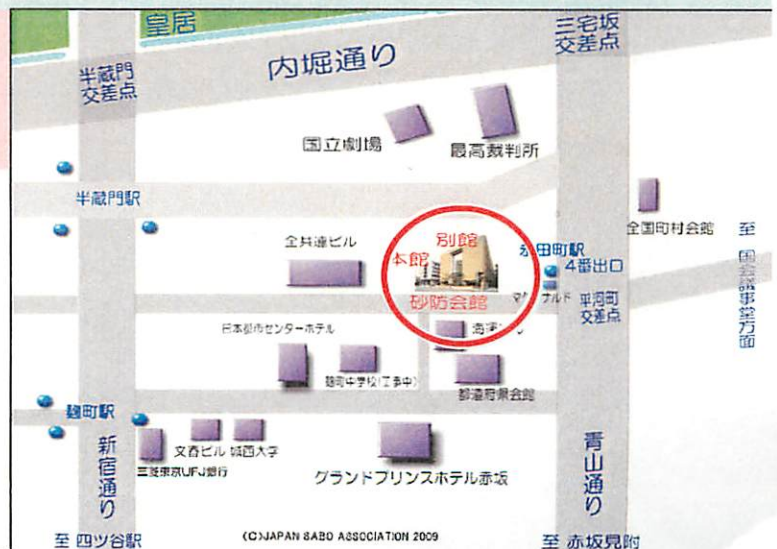 皇居
三宅坂
交差点
内堀通り
半蔵門
交差点
国立劇場
最高裁判所
半蔵門駅
全国町村会館
至 国会議事堂方面
全共連ビル
別館
本館
永田町駅
4番出口
砂防会館
平河町
交差点
日本都市センターホテル
麹町中学校(工事中)
都道府県会館
麹町駅
新宿通り
文春ビル
城西大学
三菱東京UFJ銀行
グランドプリンスホテル赤坂
青山通り
至 四ツ谷駅
(C)JAPAN SABO ASSOCIATION 2009
至 赤坂見附